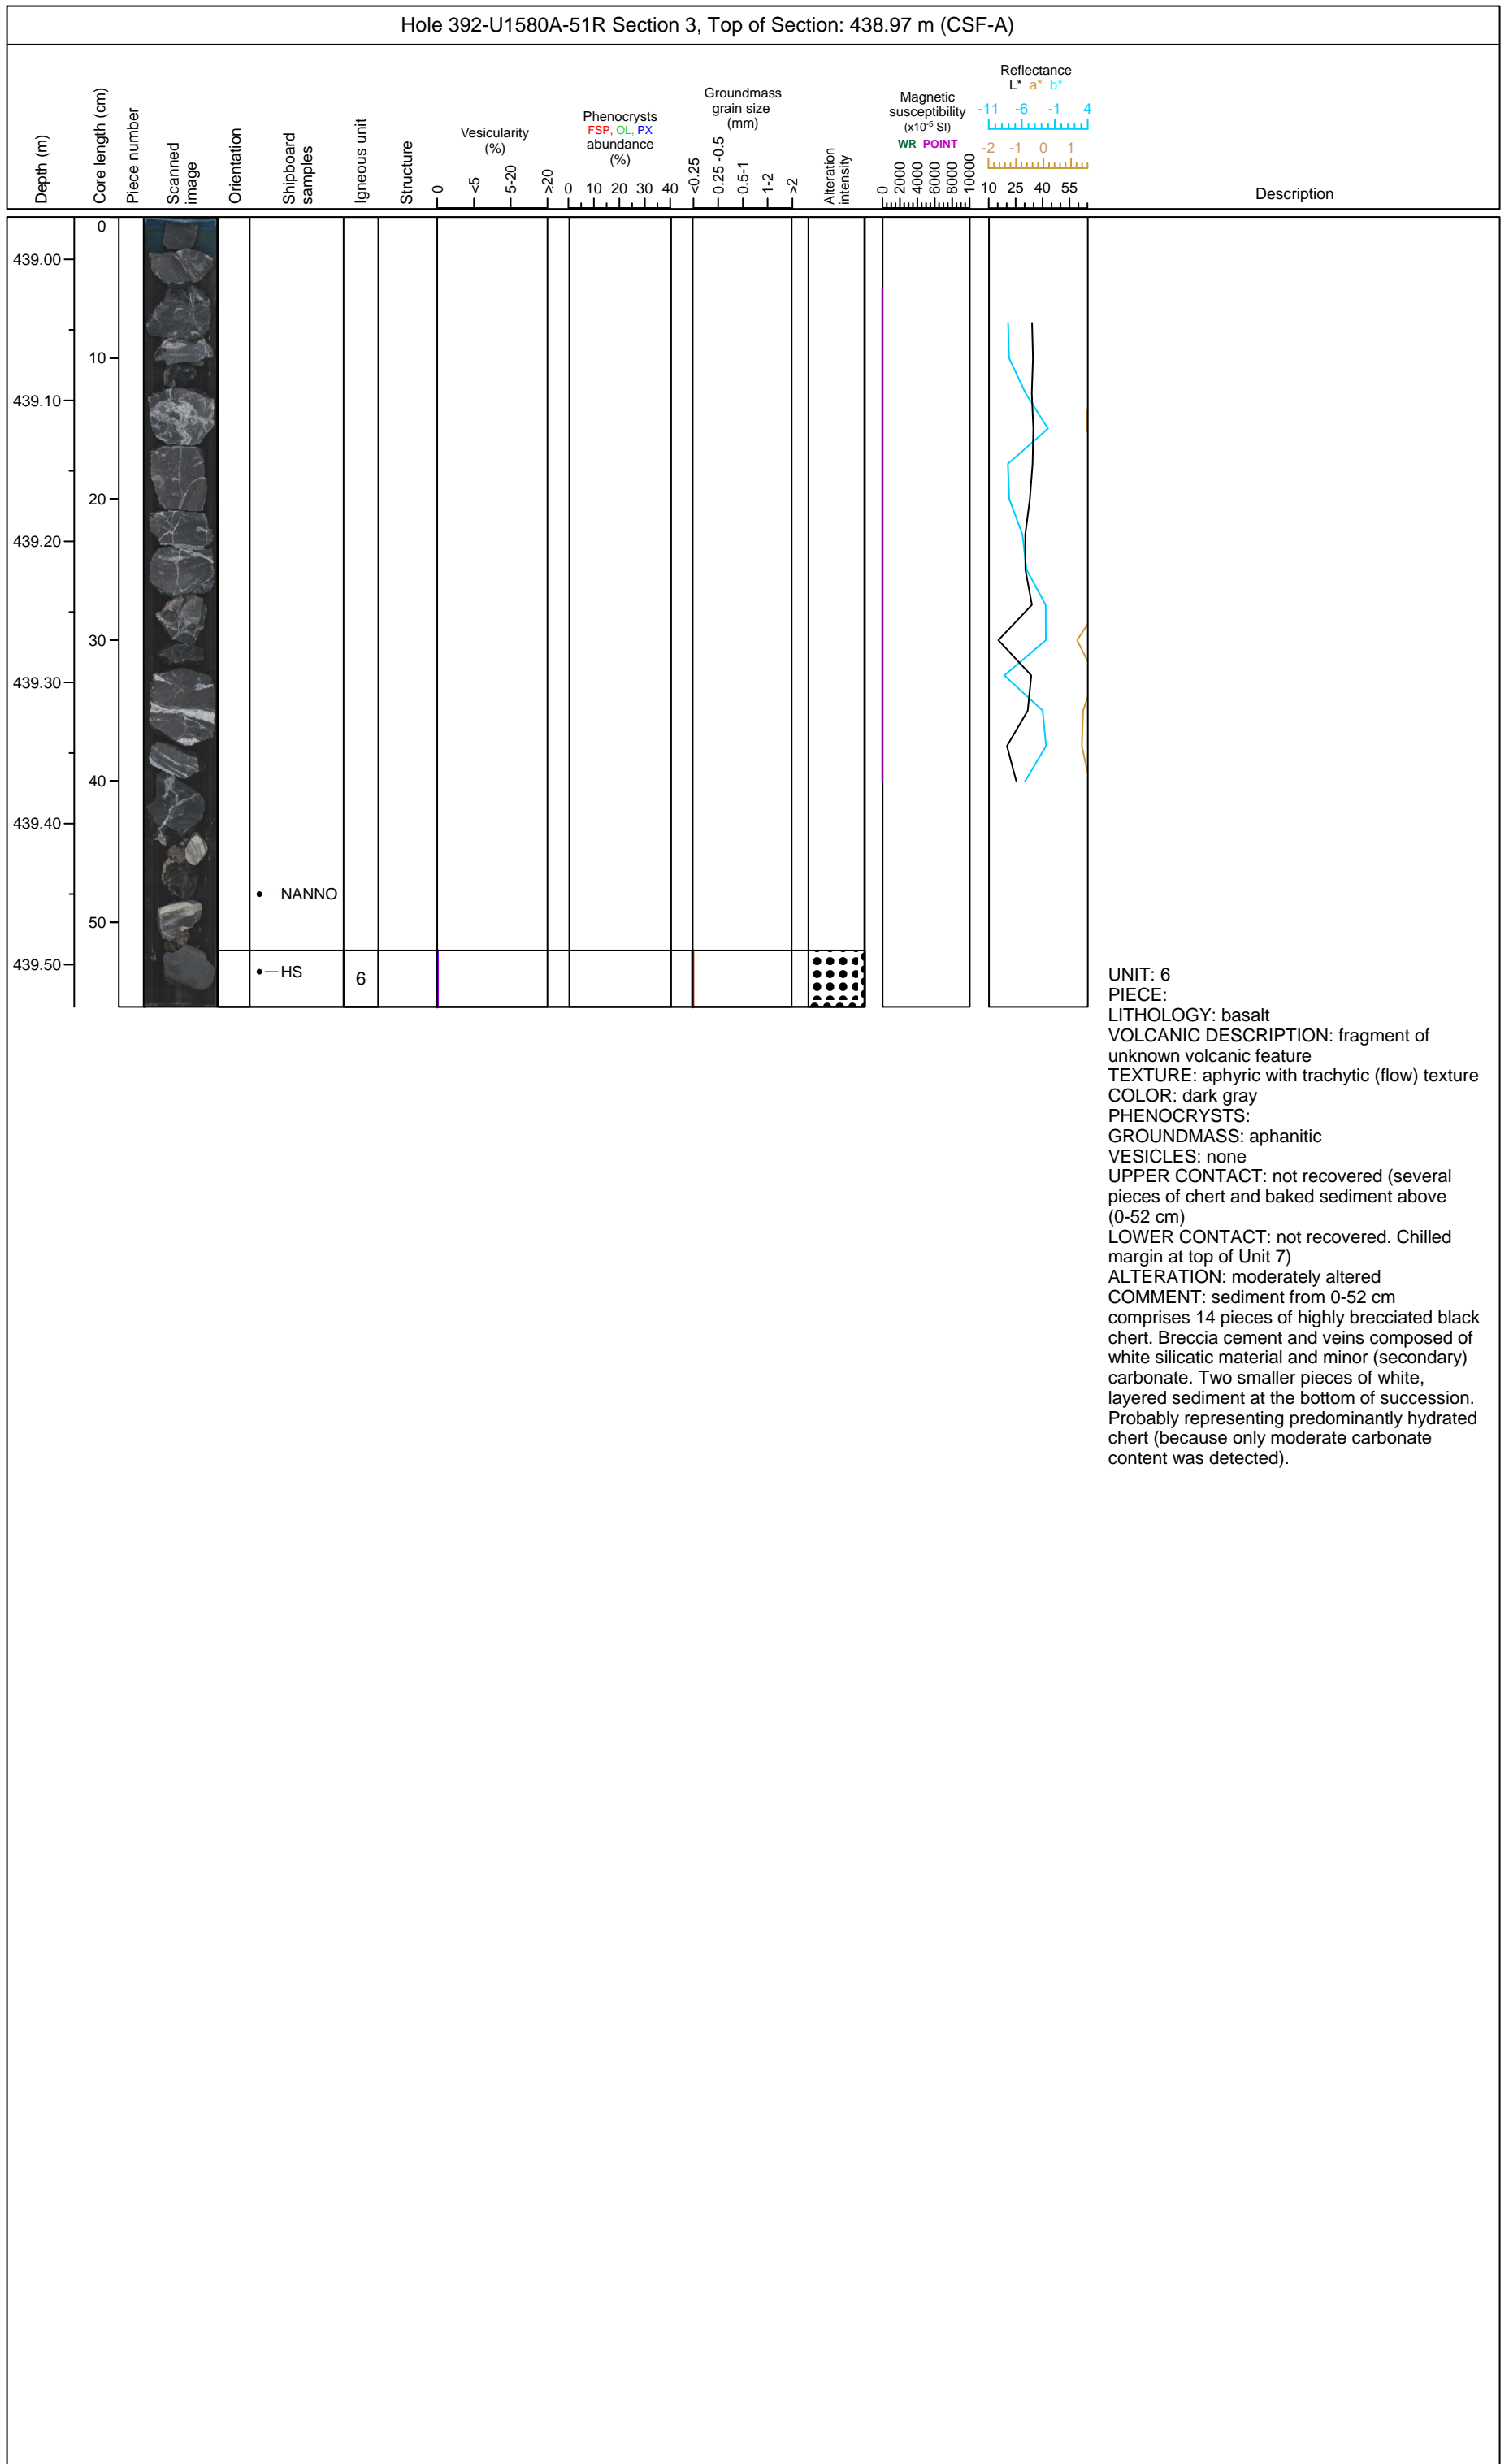 Hole 392-U1580A-51R Section 3, Top of Section: 438.97 m (CSF-A)
Depth (m)
Core length (cm)
Piece number
Scanned
image
Orientation
Shipboard
samples
Igneous unit
Structure
Vesicularity
(%)
0
<5
5-20
>20
Phenocrysts
FSP, OL, PX
abundance
(%)
0 10 20 30 40
Groundmass
grain size
(mm)
<0.25
0.25 -0.5
0.5-1
1-2
>2
Alteration
intensity
Magnetic
susceptibility
(x10⁻⁵ SI)
WR POINT
0
2000
4000
6000
8000
10000
Reflectance
L* a* b*
-11 -6 -1 4
-2 -1 0 1
10 25 40 55
Description
0
439.00
10
439.10
20
439.20
30
439.30
40
439.40
NANNO
50
439.50
HS
6
UNIT: 6
PIECE:
LITHOLOGY: basalt
VOLCANIC DESCRIPTION: fragment of
unknown volcanic feature
TEXTURE: aphyric with trachytic (flow) texture
COLOR: dark gray
PHENOCRYSTS:
GROUNDMASS: aphanitic
VESICLES: none
UPPER CONTACT: not recovered (several
pieces of chert and baked sediment above
(0-52 cm)
LOWER CONTACT: not recovered. Chilled
margin at top of Unit 7)
ALTERATION: moderately altered
COMMENT: sediment from 0-52 cm
comprises 14 pieces of highly brecciated black
chert. Breccia cement and veins composed of
white silicatic material and minor (secondary)
carbonate. Two smaller pieces of white,
layered sediment at the bottom of succession.
Probably representing predominantly hydrated
chert (because only moderate carbonate
content was detected).